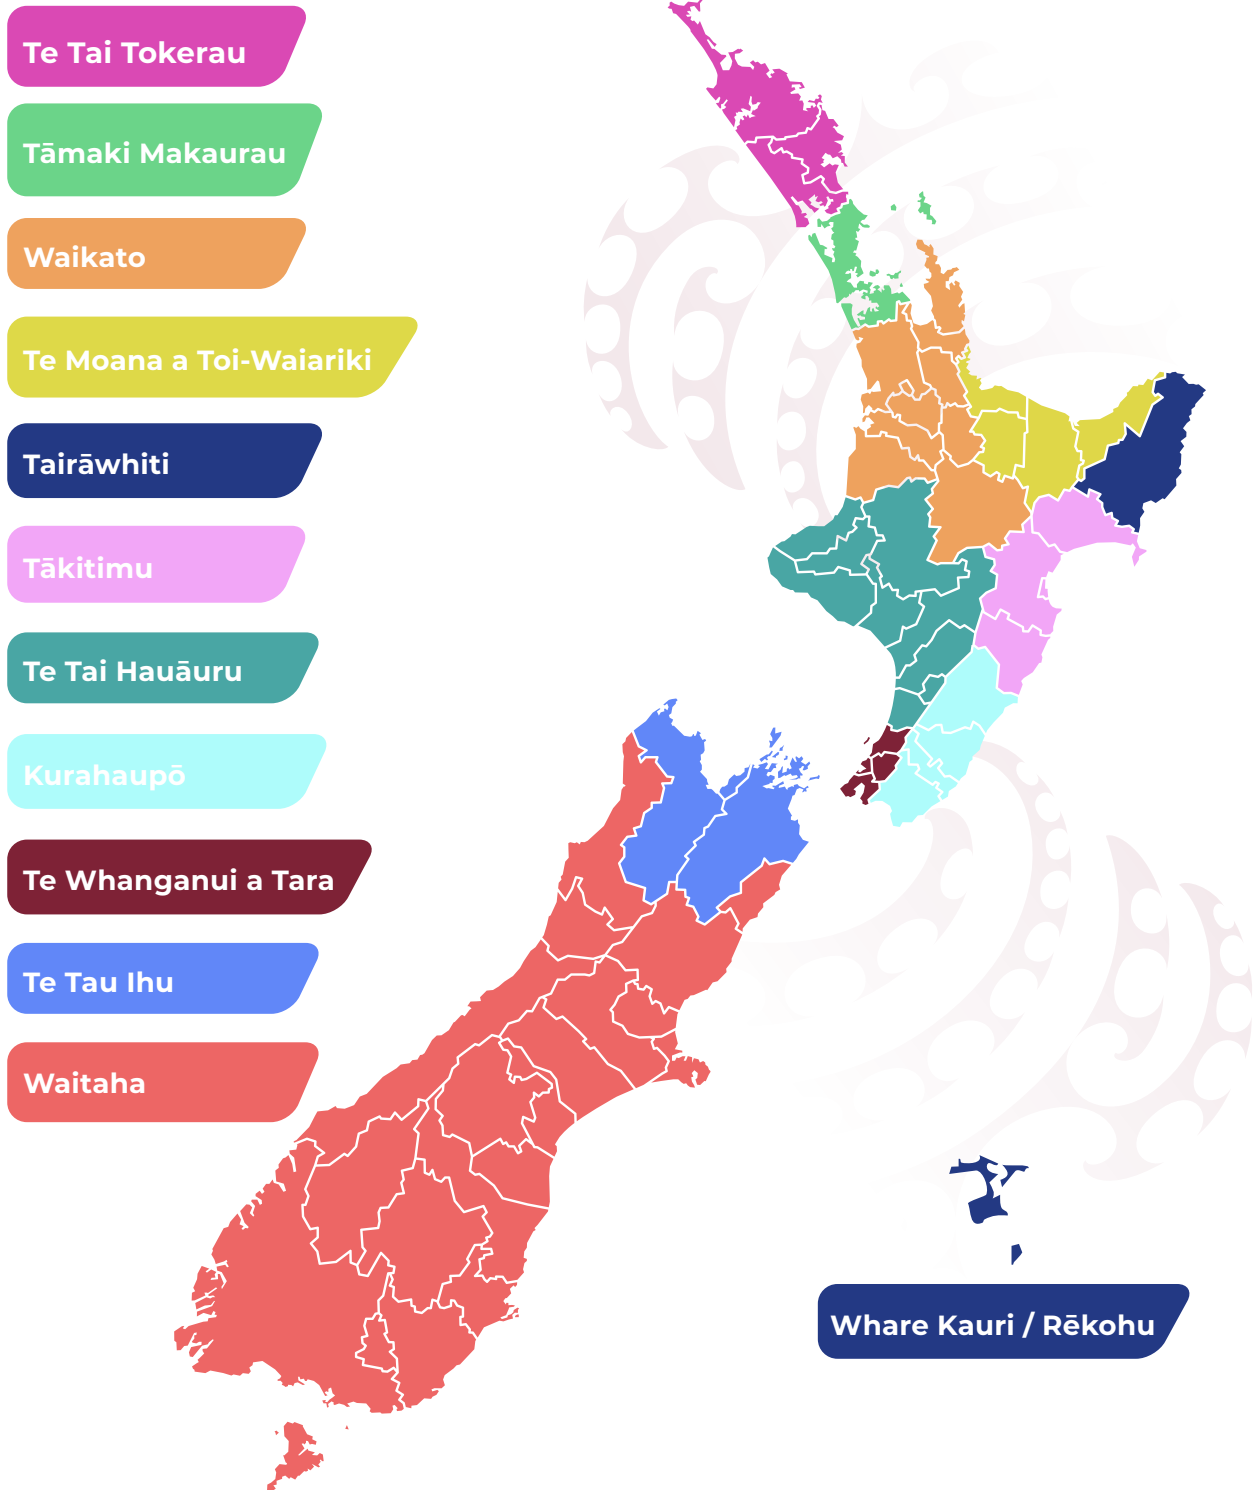 Te Tai Tokerau
Tāmaki Makaurau
Waikato
Te Moana a Toi-Waiariki
Tairāwhiti
Tākitimu
Te Tai Hauāuru
Kurahaupō
Te Whanganui a Tara
Te Tau Ihu
Waitaha
Whare Kauri / Rēkohu